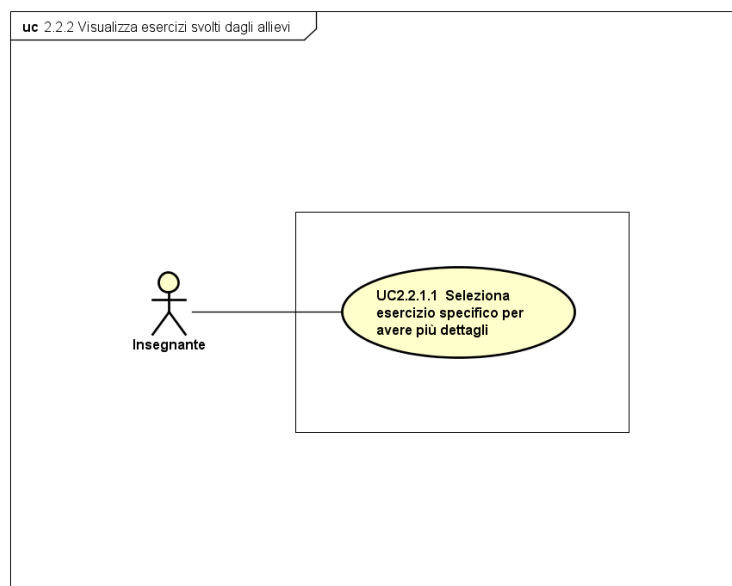 uc 2.2.2 Visualizza esercizi svolti dagli allievi
UC2.2.1.1 Seleziona
esercizio specifico per
avere più dettagli
Insegnante